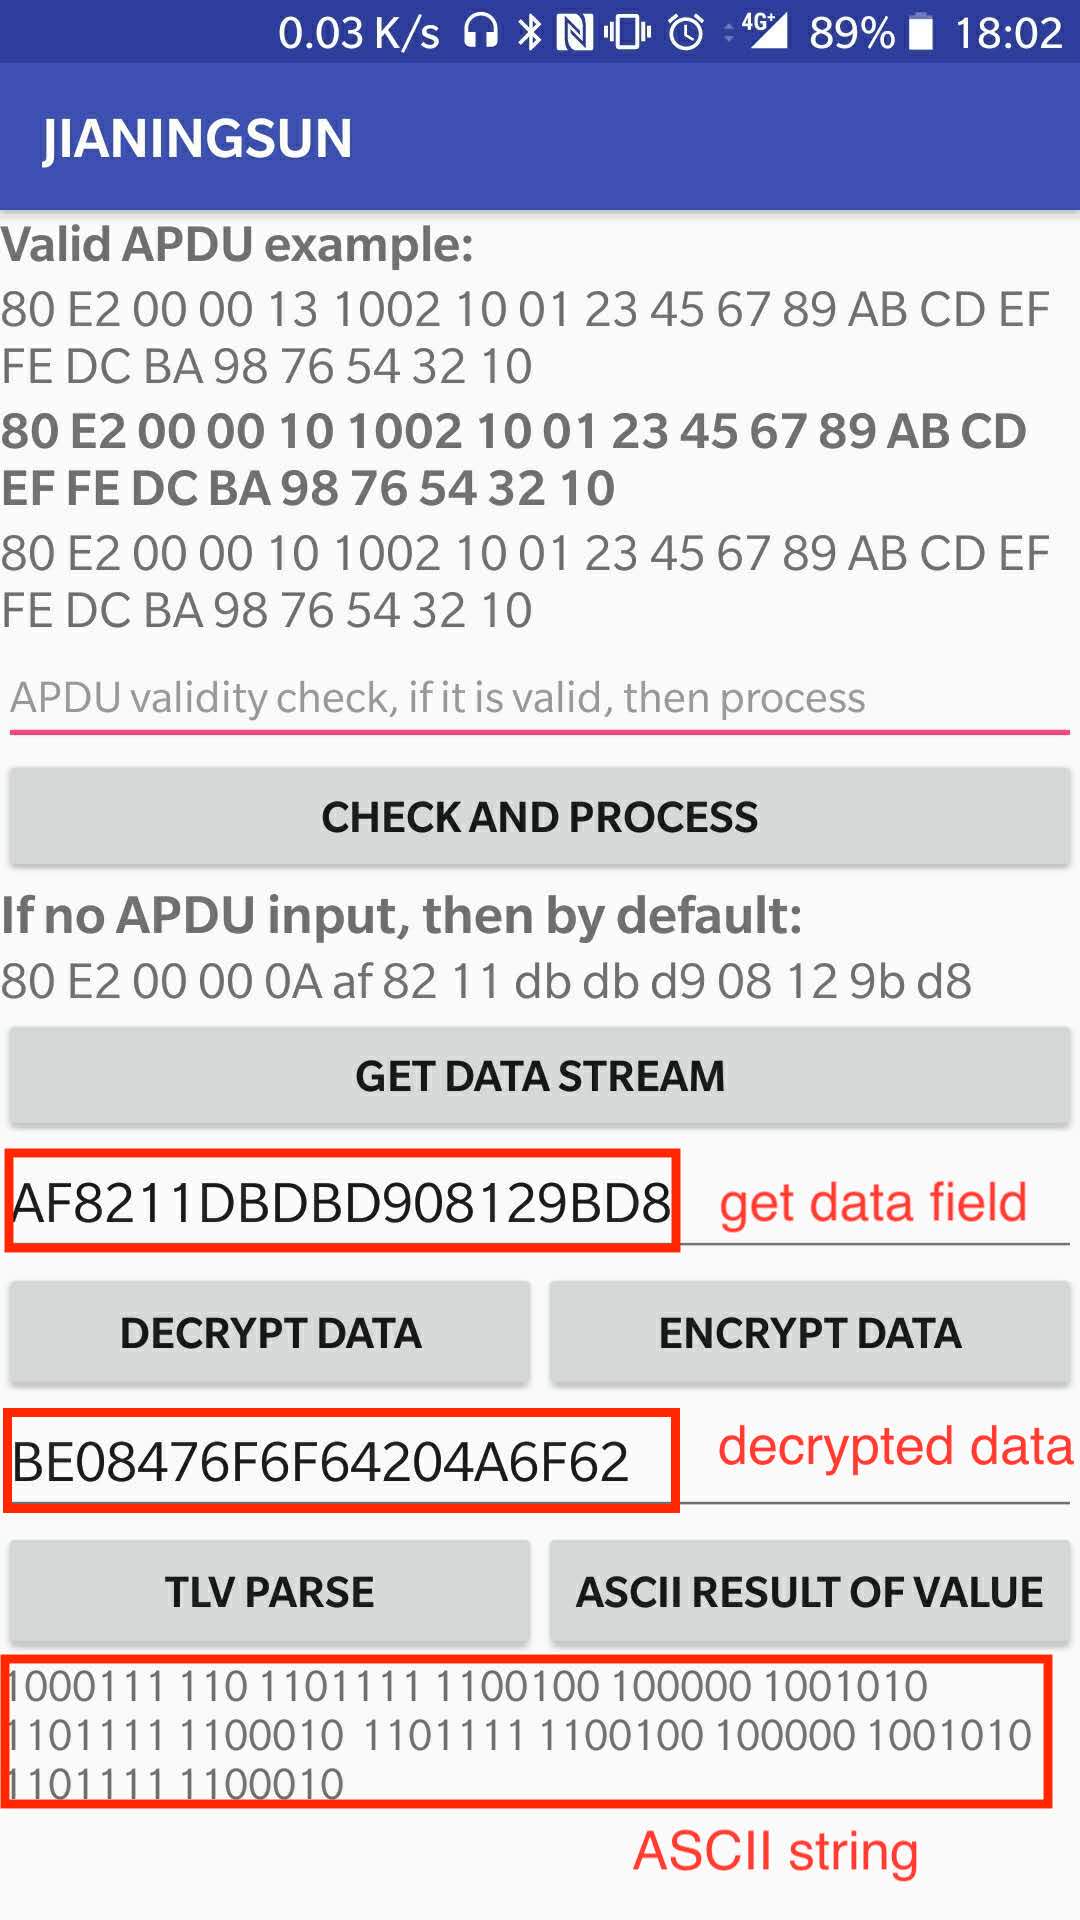 0.03 K/s 4G+ 89% 18:02
JIANINGSUN
Valid APDU example:
80 E2 00 00 13 1002 10 01 23 45 67 89 AB CD EF
FE DC BA 98 76 54 32 10
80 E2 00 00 10 1002 10 01 23 45 67 89 AB CD
EF FE DC BA 98 76 54 32 10
80 E2 00 00 10 1002 10 01 23 45 67 89 AB CD EF
FE DC BA 98 76 54 32 10
APDU validity check, if it is valid, then process
CHECK AND PROCESS
If no APDU input, then by default:
80 E2 00 00 0A af 82 11 db db d9 08 12 9b d8
GET DATA STREAM
AF8211DBDBD908129BD8 get data field
DECRYPT DATA ENCRYPT DATA
BE08476F6F64204A6F62 decrypted data
TLV PARSE ASCII RESULT OF VALUE
1000111 110 1101111 1100100 100000 1001010
1101111 1100010 1101111 1100100 100000 1001010
1101111 1100010
ASCII string